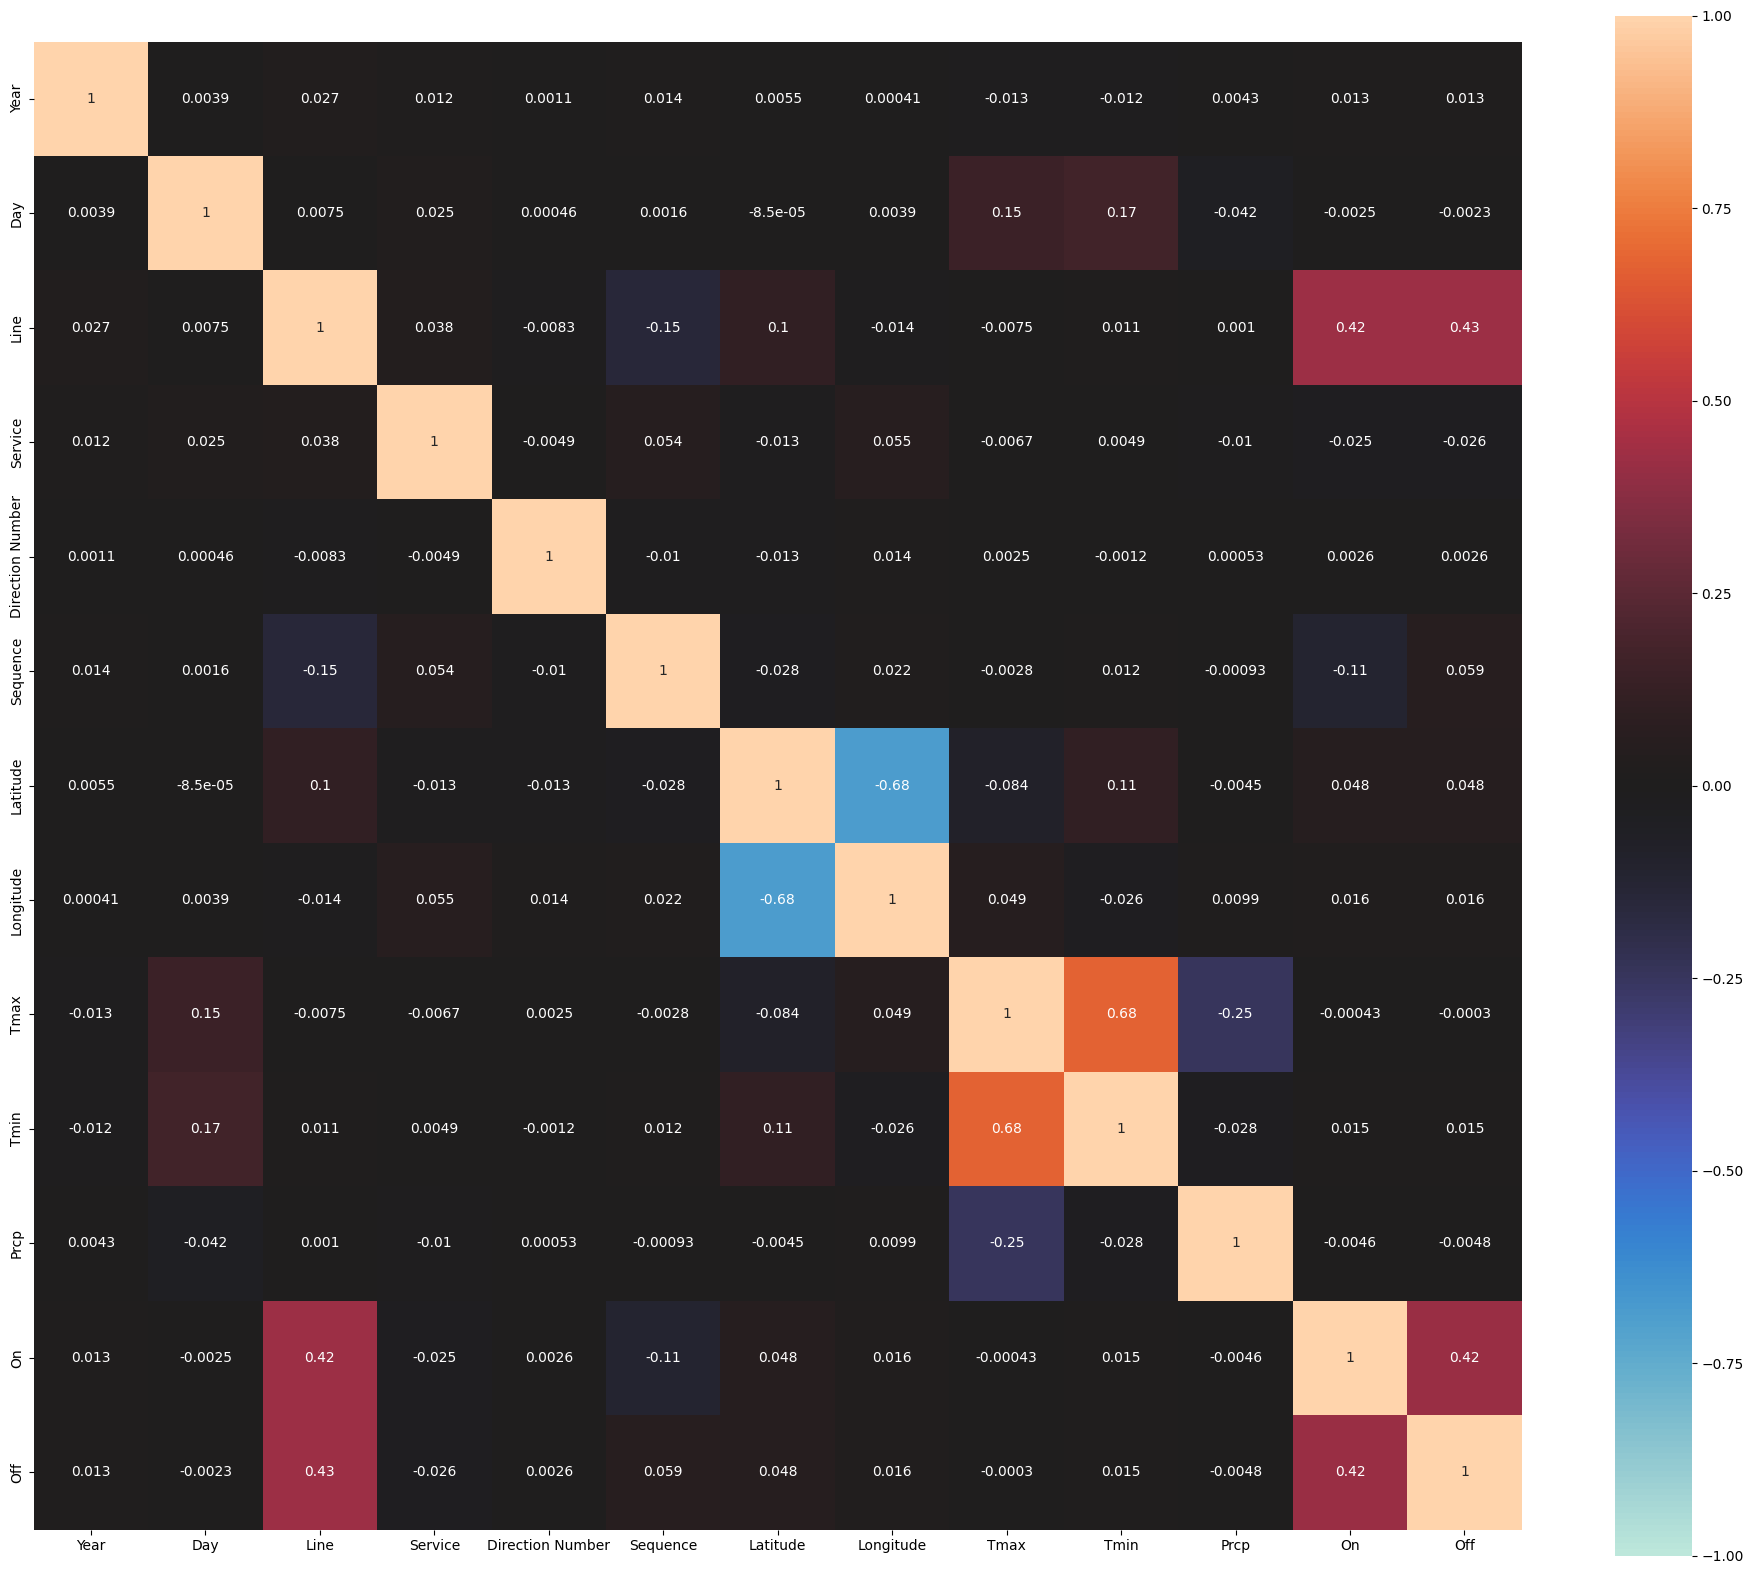 1.00
Year 1 0.0039 0.027 0.012 0.0011 0.014 0.0055 0.00041 -0.013 -0.012 0.0043 0.013 0.013
0.75
Day 0.0039 1 0.0075 0.025 0.00046 0.0016 -8.5e-05 0.0039 0.15 0.17 -0.042 -0.0025 -0.0023
Line 0.027 0.0075 1 0.038 -0.0083 -0.15 0.1 -0.014 -0.0075 0.011 0.001 0.42 0.43
0.50
Service 0.012 0.025 0.038 1 -0.0049 0.054 -0.013 0.055 -0.0067 0.0049 -0.01 -0.025 -0.026
Direction Number 0.0011 0.00046 -0.0083 -0.0049 1 -0.01 -0.013 0.014 0.0025 -0.0012 0.00053 0.0026 0.0026
0.25
Sequence 0.014 0.0016 -0.15 0.054 -0.01 1 -0.028 0.022 -0.0028 0.012 -0.00093 -0.11 0.059
Latitude 0.0055 -8.5e-05 0.1 -0.013 -0.013 -0.028 1 -0.68 -0.084 0.11 -0.0045 0.048 0.048
0.00
Longitude 0.00041 0.0039 -0.014 0.055 0.014 0.022 -0.68 1 0.049 -0.026 0.0099 0.016 0.016
−0.25
Tmax -0.013 0.15 -0.0075 -0.0067 0.0025 -0.0028 -0.084 0.049 1 0.68 -0.25 -0.00043 -0.0003
Tmin -0.012 0.17 0.011 0.0049 -0.0012 0.012 0.11 -0.026 0.68 1 -0.028 0.015 0.015
−0.50
Prcp 0.0043 -0.042 0.001 -0.01 0.00053 -0.00093 -0.0045 0.0099 -0.25 -0.028 1 -0.0046 -0.0048
On 0.013 -0.0025 0.42 -0.025 0.0026 -0.11 0.048 0.016 -0.00043 0.015 -0.0046 1 0.42
−0.75
Off 0.013 -0.0023 0.43 -0.026 0.0026 0.059 0.048 0.016 -0.0003 0.015 -0.0048 0.42 1
Year Day Line Service Direction Number Sequence Latitude Longitude Tmax Tmin Prcp On Off
−1.00